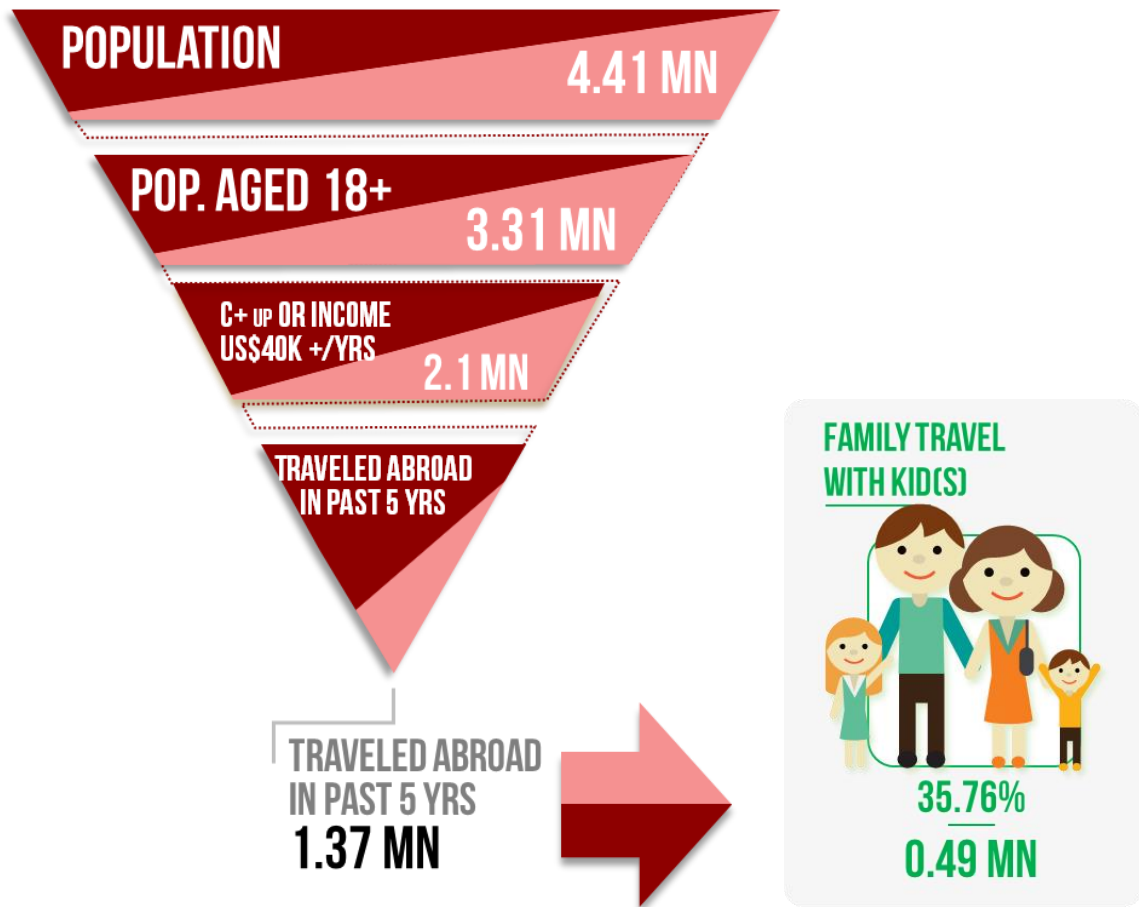 POPULATION
4.41 MN
POP. AGED 18+
3.31 MN
C+ UP OR INCOME
US$40K +/YRS
2.1 MN
TRAVELED ABROAD
IN PAST 5 YRS
TRAVELED ABROAD
IN PAST 5 YRS
1.37 MN
FAMILY TRAVEL
WITH KID(S)
35.76%
0.49 MN